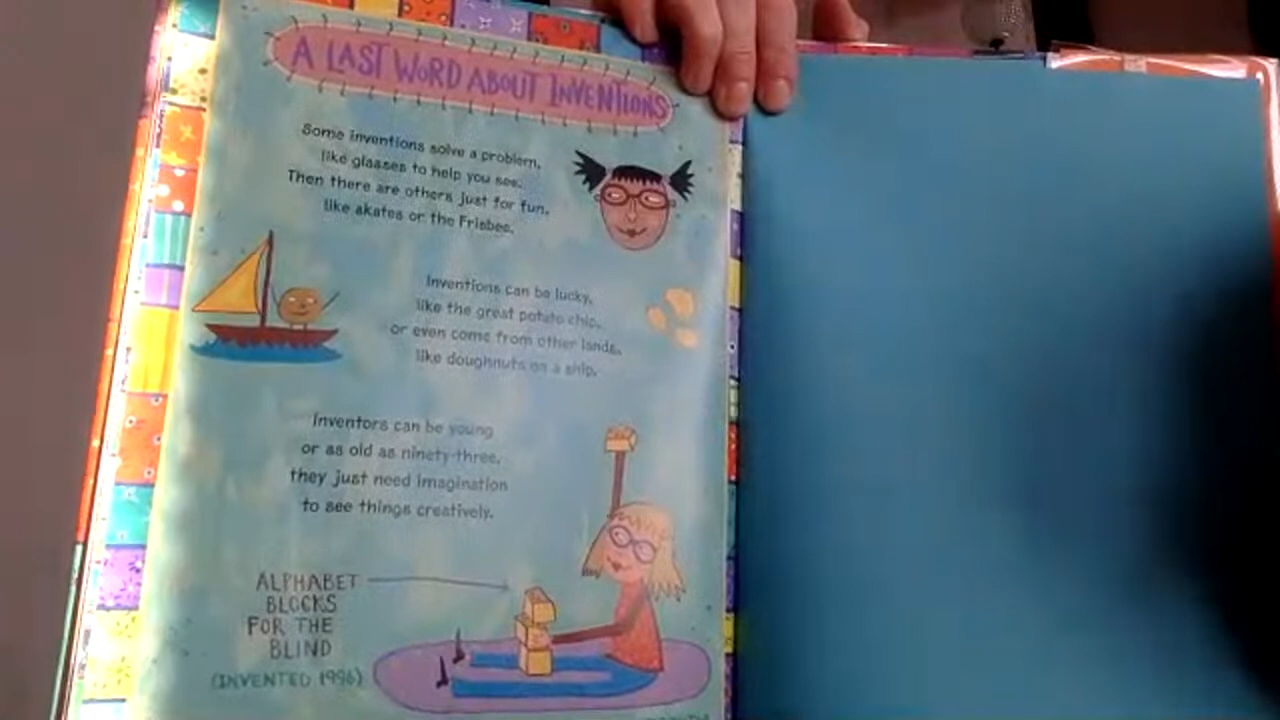 A LAST WORD ABOUT INVENTIONS
Some inventions solve a problem,
like glasses to help you see.
Then there are others just for fun,
like skates or the Frisbee.
Inventions can be lucky,
like the great potato chip,
or even come from other lands,
like doughnuts on a ship.
Inventors can be young
or as old as ninety-three,
they just need imagination
to see things creatively.
ALPHABET
BLOCKS
FOR THE
BLIND
(INVENTED 1996)